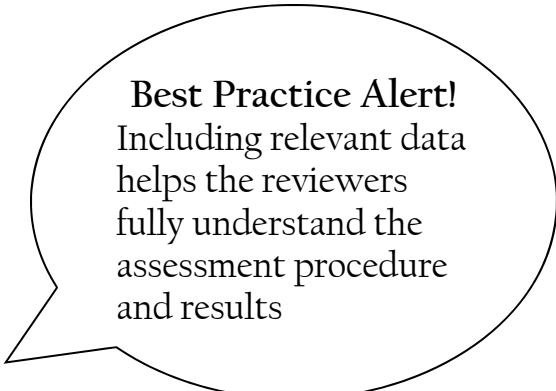 Best Practice Alert!
Including relevant data
helps the reviewers
fully understand the
assessment procedure
and results